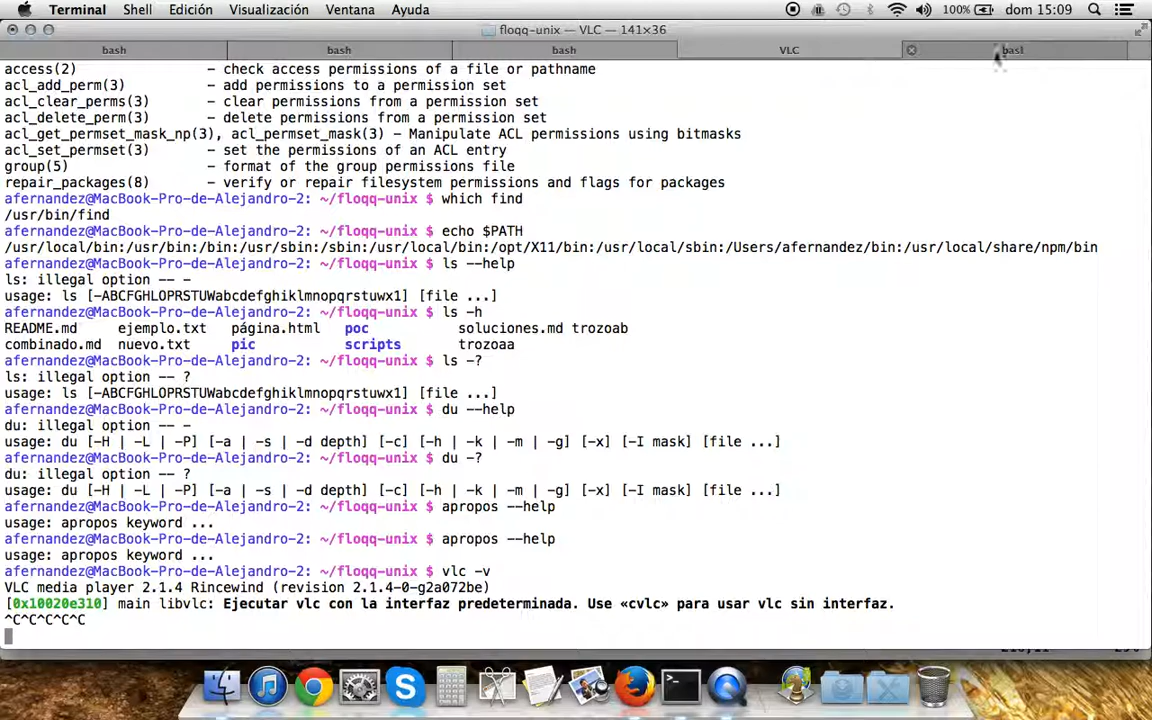 Terminal Shell Edición Visualización Ventana Ayuda 100% dom 15:09
floqq-unix — VLC — 141×36
bash bash bash VLC bash
access(2) - check access permissions of a file or pathname
acl_add_perm(3) - add permissions to a permission set
acl_clear_perms(3) - clear permissions from a permission set
acl_delete_perm(3) - delete permissions from a permission set
acl_get_permset_mask_np(3), acl_permset_mask(3) - Manipulate ACL permissions using bitmasks
acl_set_permset(3) - set the permissions of an ACL entry
group(5) - format of the group permissions file
repair_packages(8) - verify or repair filesystem permissions and flags for packages
afernandez@MacBook-Pro-de-Alejandro-2: ~/floqq-unix $ which find
/usr/bin/find
afernandez@MacBook-Pro-de-Alejandro-2: ~/floqq-unix $ echo $PATH
/usr/local/bin:/usr/bin:/bin:/usr/sbin:/sbin:/usr/local/bin:/opt/X11/bin:/usr/local/sbin:/Users/afernandez/bin:/usr/local/share/npm/bin
afernandez@MacBook-Pro-de-Alejandro-2: ~/floqq-unix $ ls --help
ls: illegal option -- -
usage: ls [-ABCFGHLOPRSTUWabcdefghiklmnopqrstuwx1] [file ...]
afernandez@MacBook-Pro-de-Alejandro-2: ~/floqq-unix $ ls -h
README.md ejemplo.txt página.html poc soluciones.md trozoab
combinado.md nuevo.txt pic scripts trozoaa
afernandez@MacBook-Pro-de-Alejandro-2: ~/floqq-unix $ ls -?
ls: illegal option -- ?
usage: ls [-ABCFGHLOPRSTUWabcdefghiklmnopqrstuwx1] [file ...]
afernandez@MacBook-Pro-de-Alejandro-2: ~/floqq-unix $ du --help
du: illegal option -- -
usage: du [-H | -L | -P] [-a | -s | -d depth] [-c] [-h | -k | -m | -g] [-x] [-I mask] [file ...]
afernandez@MacBook-Pro-de-Alejandro-2: ~/floqq-unix $ du -?
du: illegal option -- ?
usage: du [-H | -L | -P] [-a | -s | -d depth] [-c] [-h | -k | -m | -g] [-x] [-I mask] [file ...]
afernandez@MacBook-Pro-de-Alejandro-2: ~/floqq-unix $ apropos --help
usage: apropos keyword ...
afernandez@MacBook-Pro-de-Alejandro-2: ~/floqq-unix $ apropos --help
usage: apropos keyword ...
afernandez@MacBook-Pro-de-Alejandro-2: ~/floqq-unix $ vlc -v
VLC media player 2.1.4 Rincewind (revision 2.1.4-0-g2a072be)
[0x10020e310] main libvlc: Ejecutar vlc con la interfaz predeterminada. Use «cvlc» para usar vlc sin interfaz.
^C^C^C^C^C